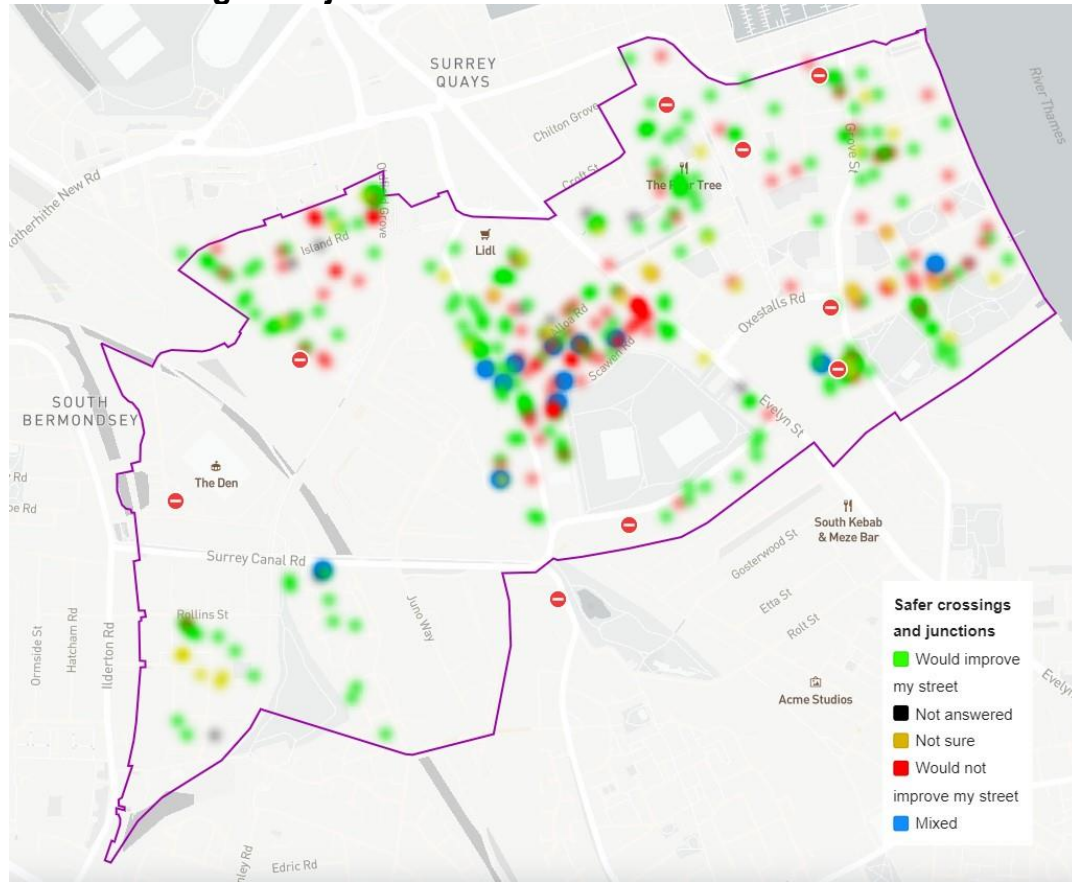 SURREY
QUAYS
River Thames
Chilton Grove
Grove St
Croft St
otherhithe New Rd
Island Rd
Lidl
Oxestalls Rd
Scawen Rd
SOUTH
BERMONDSEY
Evelyn St
The Den
Surrey Canal Rd
South Kebab
& Meze Bar
Gosterwood St
Etta St
Rolt St
Juno Way
Rollins St
Ormside St
Hatcham Rd
Ilderton Rd
Acme Studios
Evelyn
Edric Rd
Safer crossings
and junctions
Would improve
my street
Not answered
Not sure
Would not
improve my street
Mixed